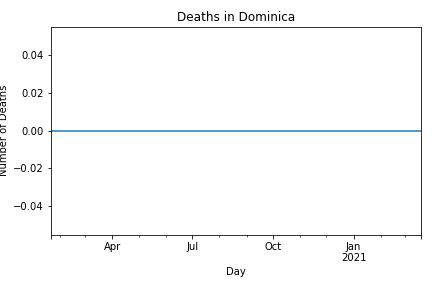 Deaths in Dominica
0.04
0.02
0.00
−0.02
−0.04
Number of Deaths
Apr
Jul
Oct
Jan
2021
Day